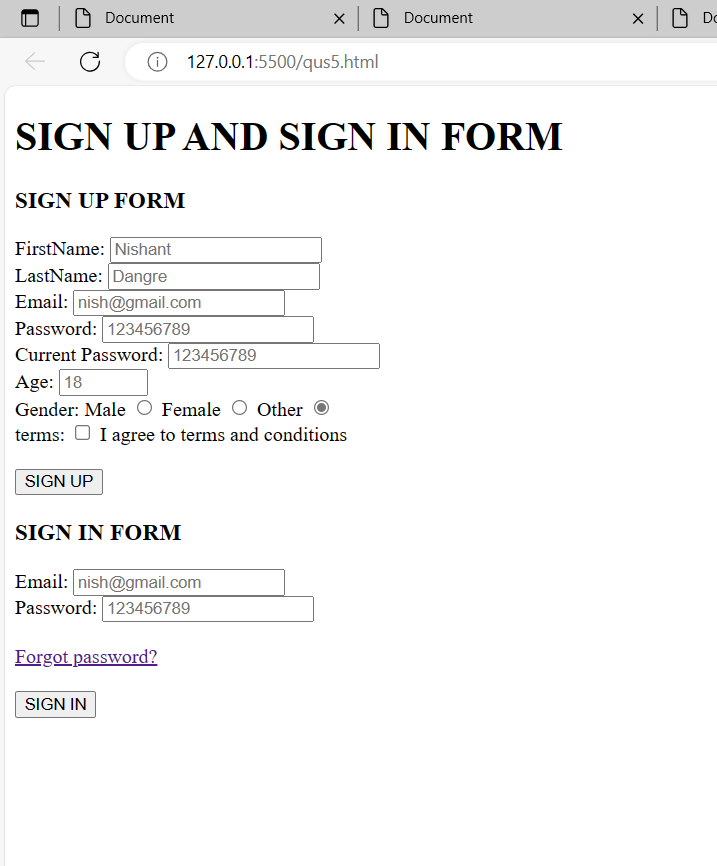 Document Document Do
127.0.0.1:5500/qus5.html
SIGN UP AND SIGN IN FORM
SIGN UP FORM
FirstName: Nishant
LastName: Dangre
Email: nish@gmail.com
Password: 123456789
Current Password: 123456789
Age: 18
Gender: Male Female Other
terms: I agree to terms and conditions
SIGN UP
SIGN IN FORM
Email: nish@gmail.com
Password: 123456789
Forgot password?
SIGN IN